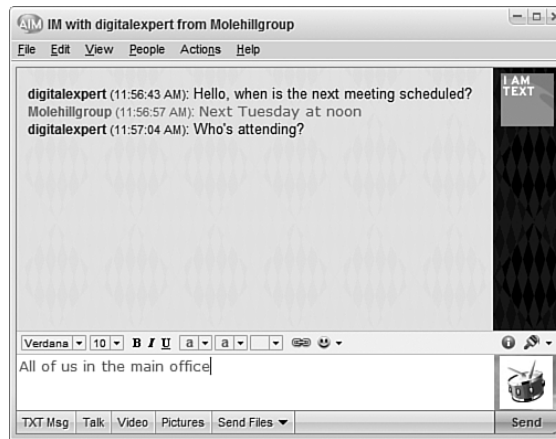 AIM IM with digitalexpert from Molehillgroup
File Edit View People Actions Help
digitalexpert (11:56:43 AM): Hello, when is the next meeting scheduled?
Molehillgroup (11:56:57 AM): Next Tuesday at noon
digitalexpert (11:57:04 AM): Who's attending?
I AM
TEXT
Verdana 10 B I U a a
All of us in the main office
TXT Msg Talk Video Pictures Send Files Send